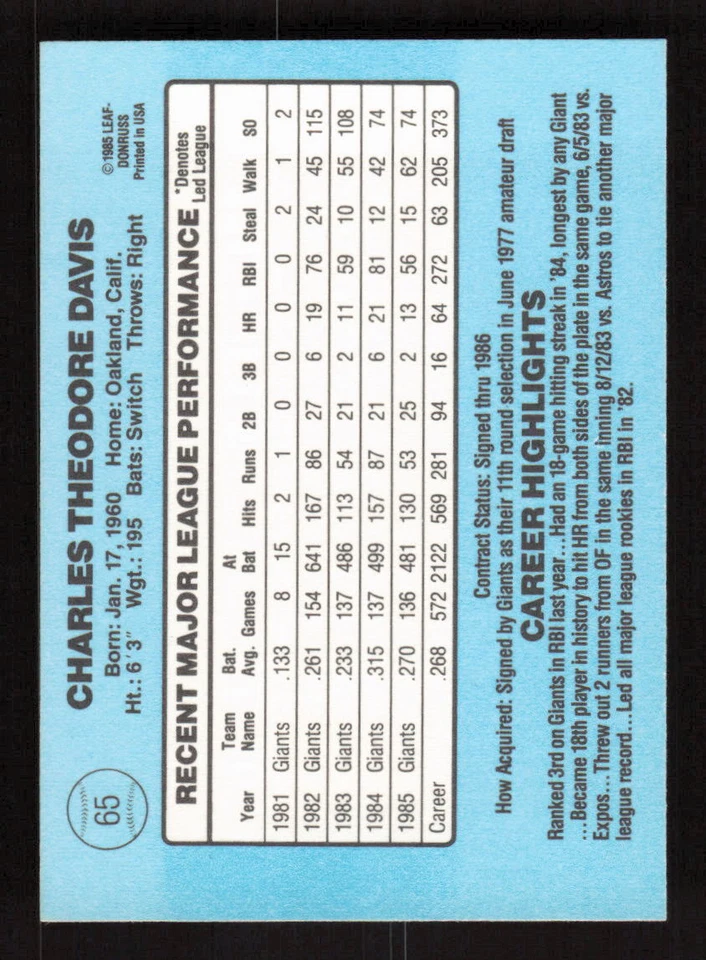 65
CHARLES THEODORE DAVIS
Born: Jan. 17, 1960 Home: Oakland, Calif.
Ht.: 6'3" Wgt.: 195 Bats: Switch Throws: Right
©1985 LEAF-
DONRUSS
Printed in USA
RECENT MAJOR LEAGUE PERFORMANCE
*Denotes
Led League
Year Team Name Bat. Avg. Games At Bat Hits Runs 2B 3B HR RBI Steal Walk SO
1981 Giants .133 8 15 2 1 0 0 0 0 2 1 2
1982 Giants .261 154 641 167 86 27 6 19 76 24 45 115
1983 Giants .233 137 486 113 54 21 2 11 59 10 55 108
1984 Giants .315 137 499 157 87 21 6 21 81 12 42 74
1985 Giants .270 136 481 130 53 25 2 13 56 15 62 74
Career .268 572 2122 569 281 94 16 64 272 63 205 373
Contract Status: Signed thru 1986
How Acquired: Signed by Giants as their 11th round selection in June 1977 amateur draft
CAREER HIGHLIGHTS
Ranked 3rd on Giants in RBI last year...Had an 18-game hitting streak in '84, longest by any Giant
...Became 18th player in history to hit HR from both sides of the plate in the same game, 6/5/83 vs.
Expos...Threw out 2 runners from OF in the same inning 8/12/83 vs. Astros to tie another major
league record...Led all major league rookies in RBI in '82.